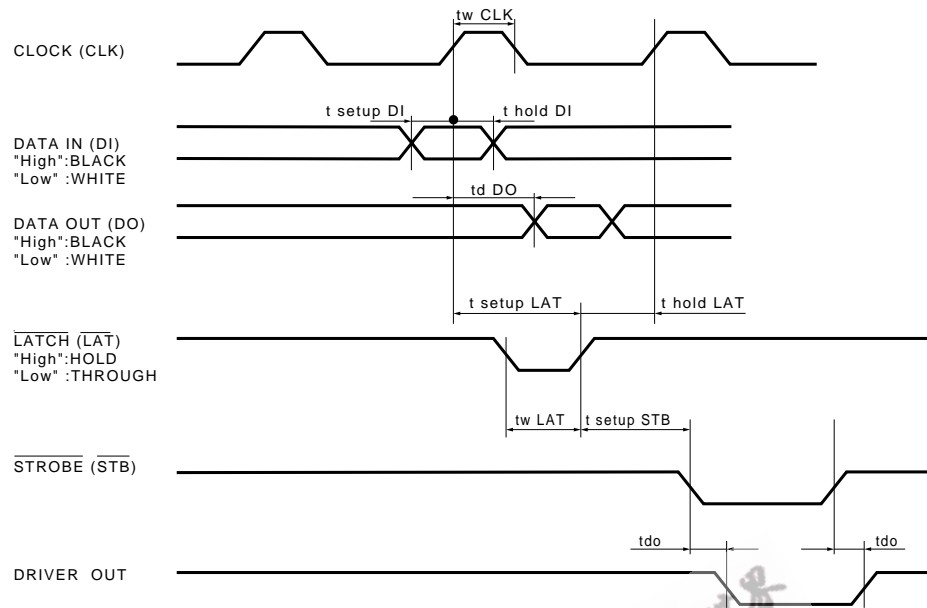 tw CLK
CLOCK (CLK)
t setup DI
t hold DI
DATA IN (DI)
"High":BLACK
"Low" :WHITE
td DO
DATA OUT (DO)
"High":BLACK
"Low" :WHITE
t setup LAT
t hold LAT
LATCH (LAT)
"High":HOLD
"Low" :THROUGH
tw LAT
t setup STB
STROBE (STB)
tdo
tdo
DRIVER OUT